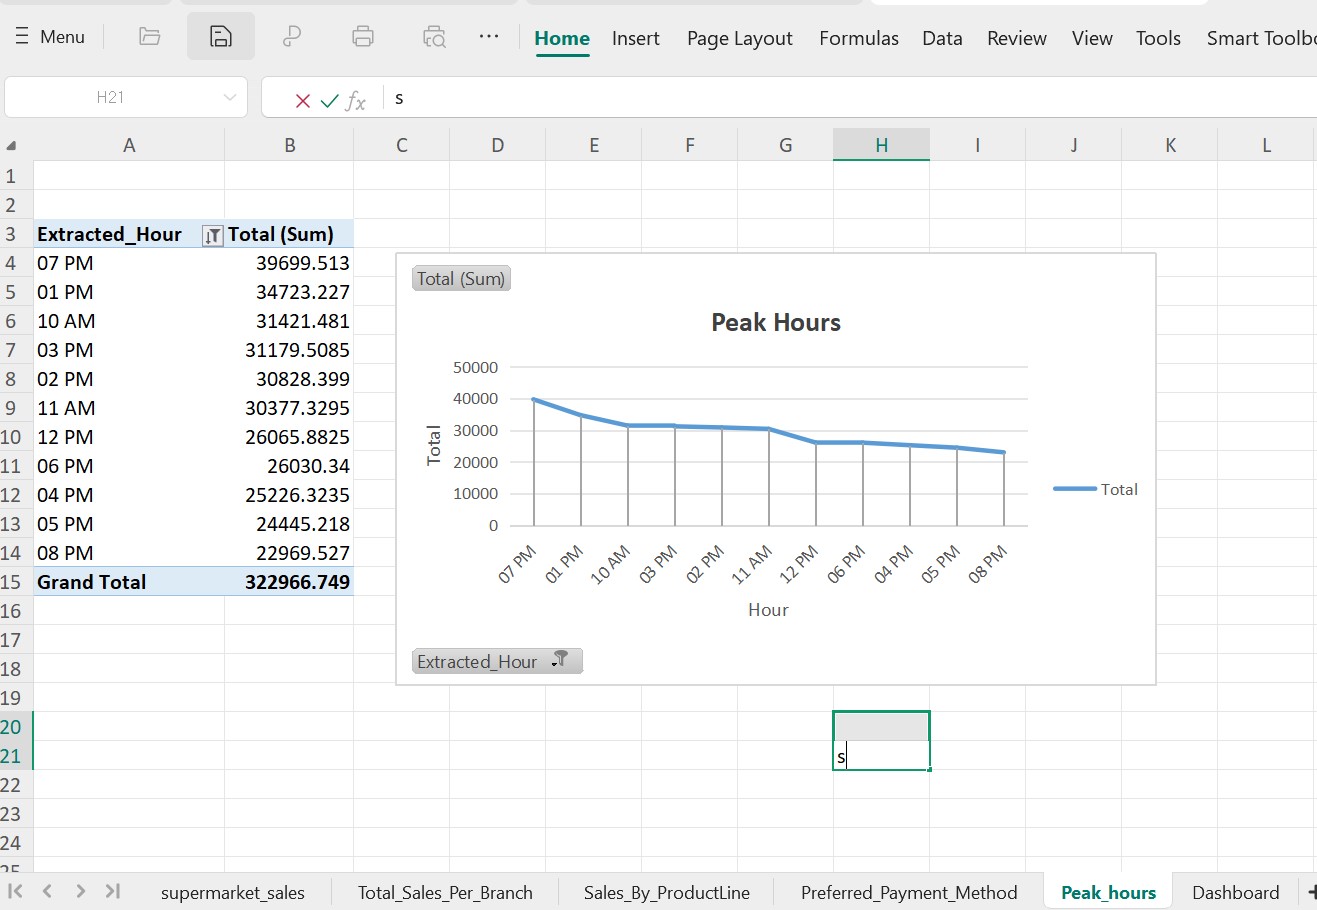 Menu ... Home Insert Page Layout Formulas Data Review View Tools Smart Toolbo
H21 fx s
A B C D E F G H I J K L
1
2
3 Extracted_Hour Total (Sum)
4 07 PM 39699.513
5 01 PM 34723.227
6 10 AM 31421.481
7 03 PM 31179.5085
8 02 PM 30828.399
9 11 AM 30377.3295
10 12 PM 26065.8825
11 06 PM 26030.34
12 04 PM 25226.3235
13 05 PM 24445.218
14 08 PM 22969.527
15 Grand Total 322966.749
16
17
18
19
20
21 s
22
23
24
25
Total (Sum)
Peak Hours
50000
40000
30000
20000
10000
0
Total
07 PM 01 PM 10 AM 03 PM 02 PM 11 AM 12 PM 06 PM 04 PM 05 PM 08 PM
Hour
Total
Extracted_Hour
supermarket_sales Total_Sales_Per_Branch Sales_By_ProductLine Preferred_Payment_Method Peak_hours Dashboard +